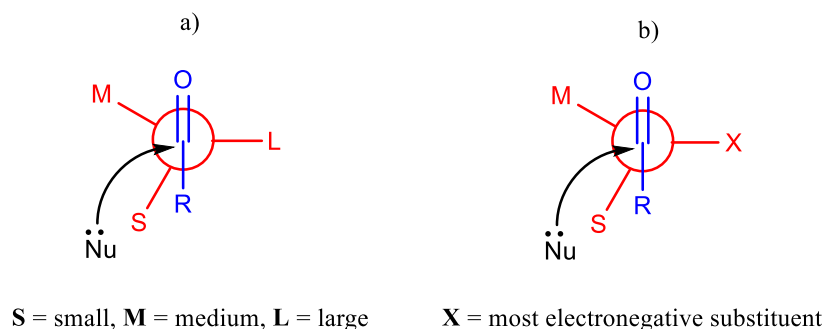 a)
b)
O
M
L
R
S
Nu
O
M
X
R
S
Nu
S = small, M = medium, L = large
X = most electronegative substituent